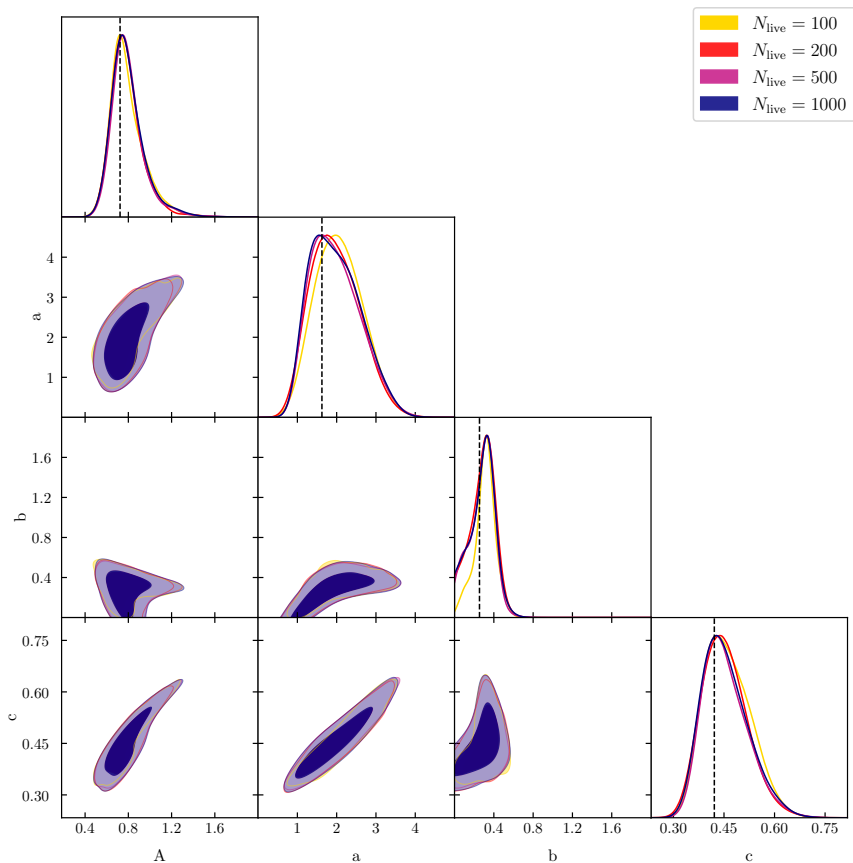 N_live = 100
N_live = 200
N_live = 500
N_live = 1000
4
3
2
1
a
1.6
1.2
0.8
0.4
b
0.75
0.60
0.45
0.30
c
0.4 0.8 1.2 1.6
1 2 3 4
0.4 0.8 1.2 1.6
0.30 0.45 0.60 0.75
A a b c